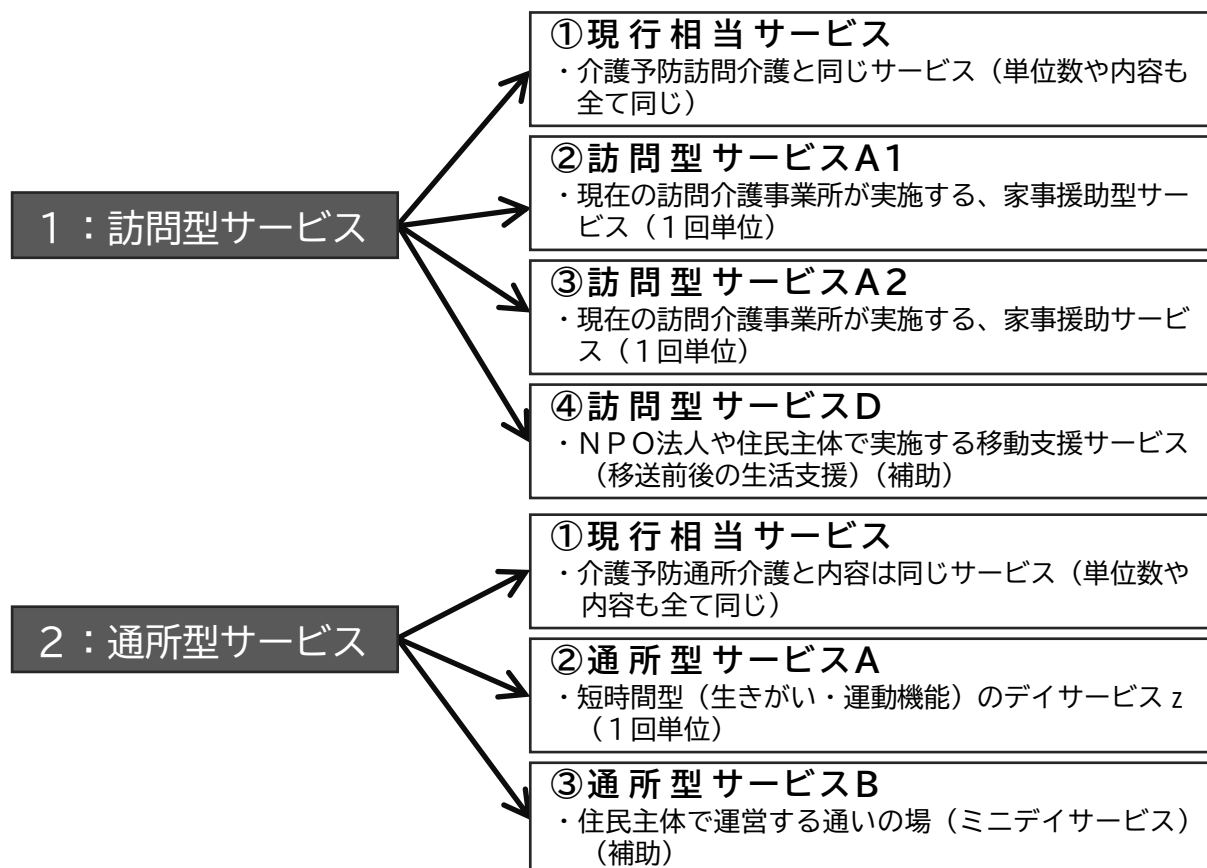 1：訪問型サービス
①現行相当サービス
・介護予防訪問介護と同じサービス（単位数や内容も
全て同じ）
②訪問型サービスA1
・現在の訪問介護事業所が実施する、家事援助型サー
ビス（１回単位）
③訪問型サービスA2
・現在の訪問介護事業所が実施する、家事援助サービ
ス（１回単位）
④訪問型サービスD
・ＮＰＯ法人や住民主体で実施する移動支援サービス
（移送前後の生活支援）（補助）
2：通所型サービス
①現行相当サービス
・介護予防通所介護と内容は同じサービス（単位数や
内容も全て同じ）
②通所型サービスA
・短時間型（生きがい・運動機能）のデイサービス z
（１回単位）
③通所型サービスB
・住民主体で運営する通いの場（ミニデイサービス）
（補助）